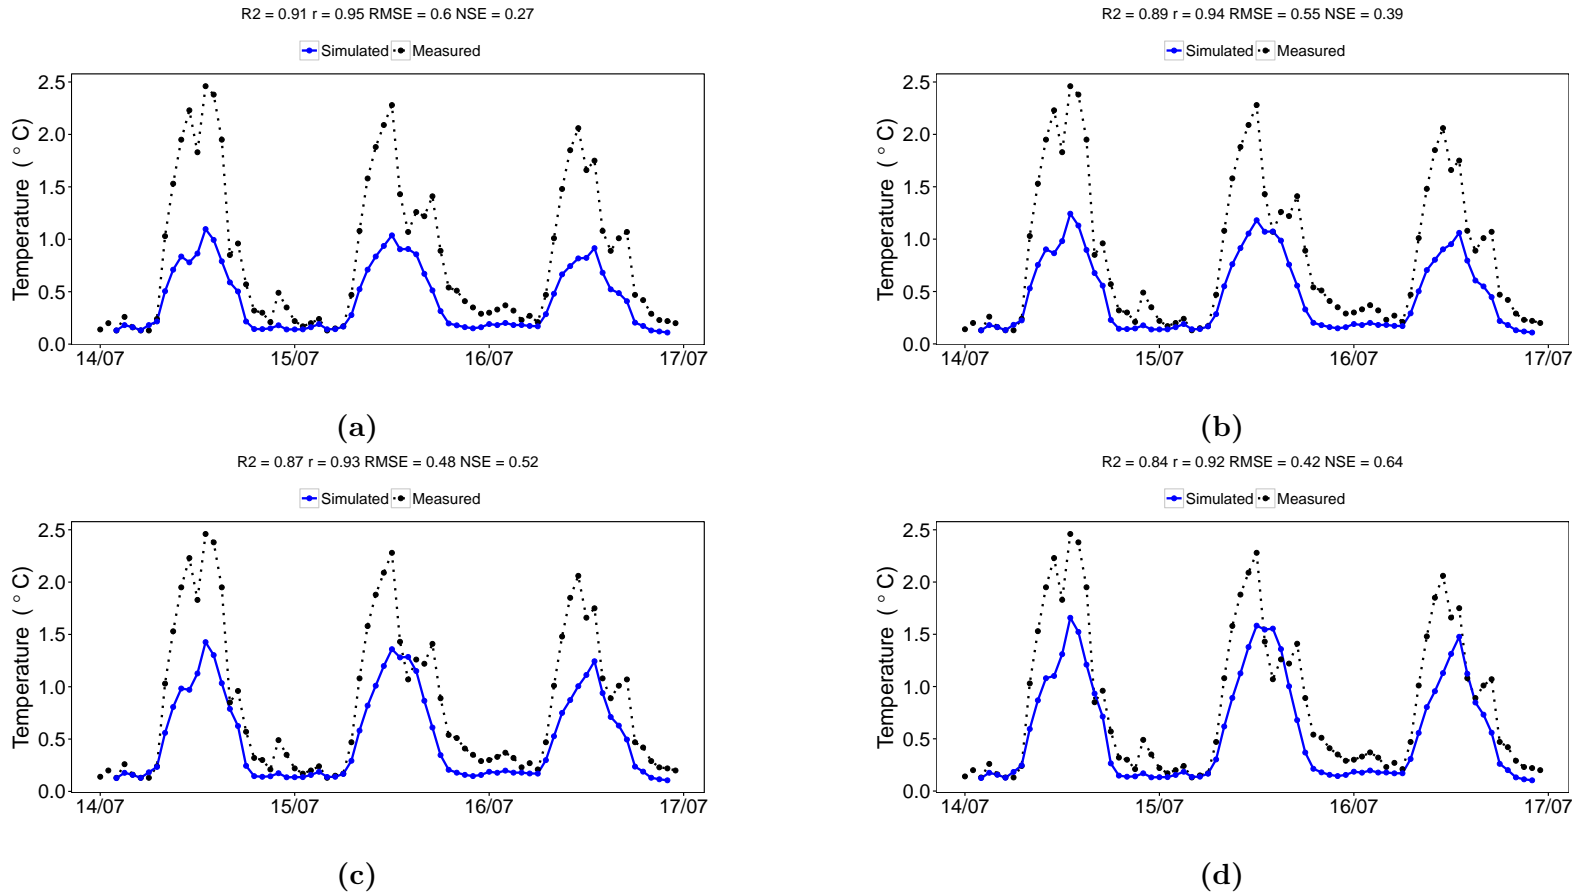 R2 = 0.91 r = 0.95 RMSE = 0.6 NSE = 0.27
Simulated Measured
Temperature (°C)
2.5
2.0
1.5
1.0
0.5
0.0
14/07 15/07 16/07 17/07
(a)
R2 = 0.89 r = 0.94 RMSE = 0.55 NSE = 0.39
Simulated Measured
Temperature (°C)
2.5
2.0
1.5
1.0
0.5
0.0
14/07 15/07 16/07 17/07
(b)
R2 = 0.87 r = 0.93 RMSE = 0.48 NSE = 0.52
Simulated Measured
Temperature (°C)
2.5
2.0
1.5
1.0
0.5
0.0
14/07 15/07 16/07 17/07
(c)
R2 = 0.84 r = 0.92 RMSE = 0.42 NSE = 0.64
Simulated Measured
Temperature (°C)
2.5
2.0
1.5
1.0
0.5
0.0
14/07 15/07 16/07 17/07
(d)